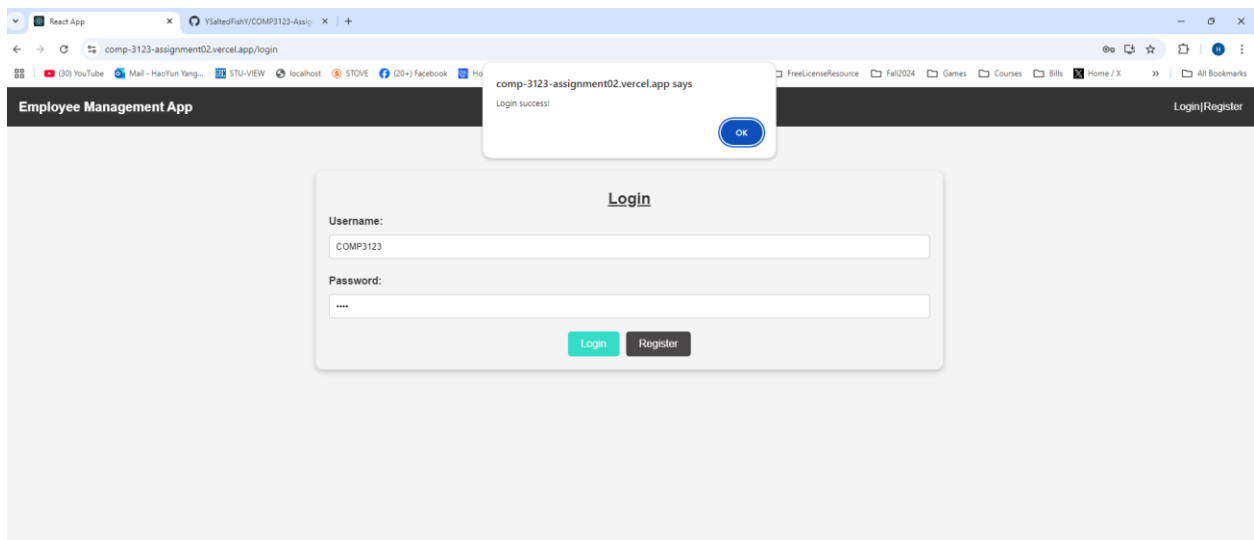 React App
YSaltedFishY/COMP3123-Assig
comp-3123-assignment02.vercel.app/login
(30) YouTube
Mail - HaoYun Yang...
STU-VIEW
localhost
STOVE
(20+) Facebook
Ho
FreeLicenseResource
Fall2024
Games
Courses
Bills
Home / X
All Bookmarks
comp-3123-assignment02.vercel.app says
Login success!
OK
Employee Management App
Login|Register
Login
Username:
COMP3123
Password:
••••
Login
Register